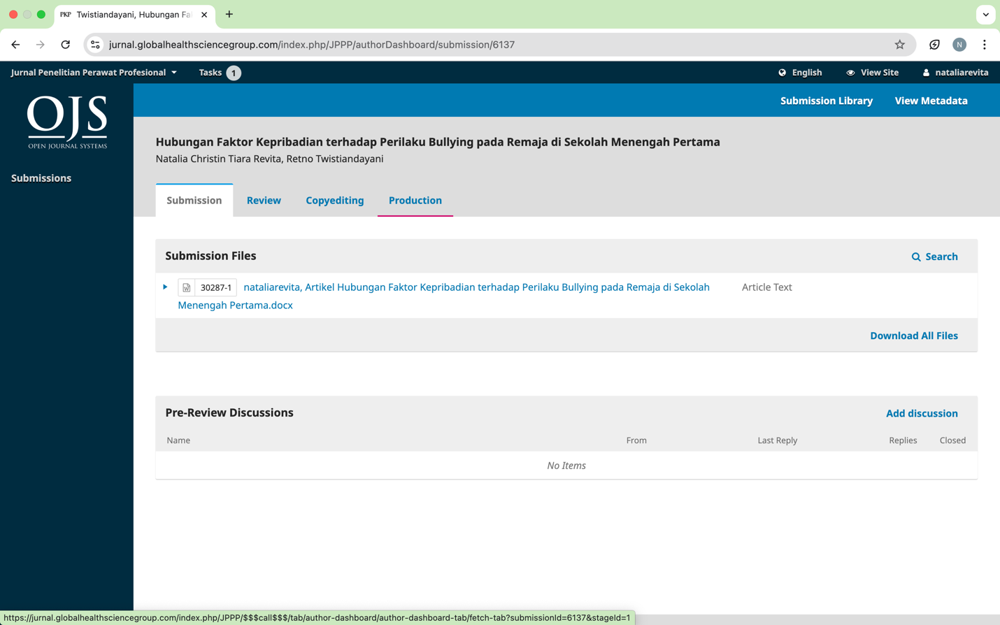 PKP Twistiandayani, Hubungan Fa
jurnal.globalhealthsciencegroup.com/index.php/JPPP/authorDashboard/submission/6137
N
Jurnal Penelitian Perawat Profesional Tasks 1 English View Site nataliarevita
OJS
OPEN JOURNAL SYSTEMS
Submission Library View Metadata
Submissions
Hubungan Faktor Kepribadian terhadap Perilaku Bullying pada Remaja di Sekolah Menengah Pertama
Natalia Christin Tiara Revita, Retno Twistiandayani
Submission Review Copyediting Production
Submission Files Search
30287-1 nataliarevita, Artikel Hubungan Faktor Kepribadian terhadap Perilaku Bullying pada Remaja di Sekolah Article Text
Menengah Pertama.docx
Download All Files
Pre-Review Discussions Add discussion
Name From Last Reply Replies Closed
No Items
https://jurnal.globalhealthsciencegroup.com/index.php/JPPP/$$$call$$$/tab/author-dashboard/author-dashboard-tab/fetch-tab?submissionId=6137&stageId=1